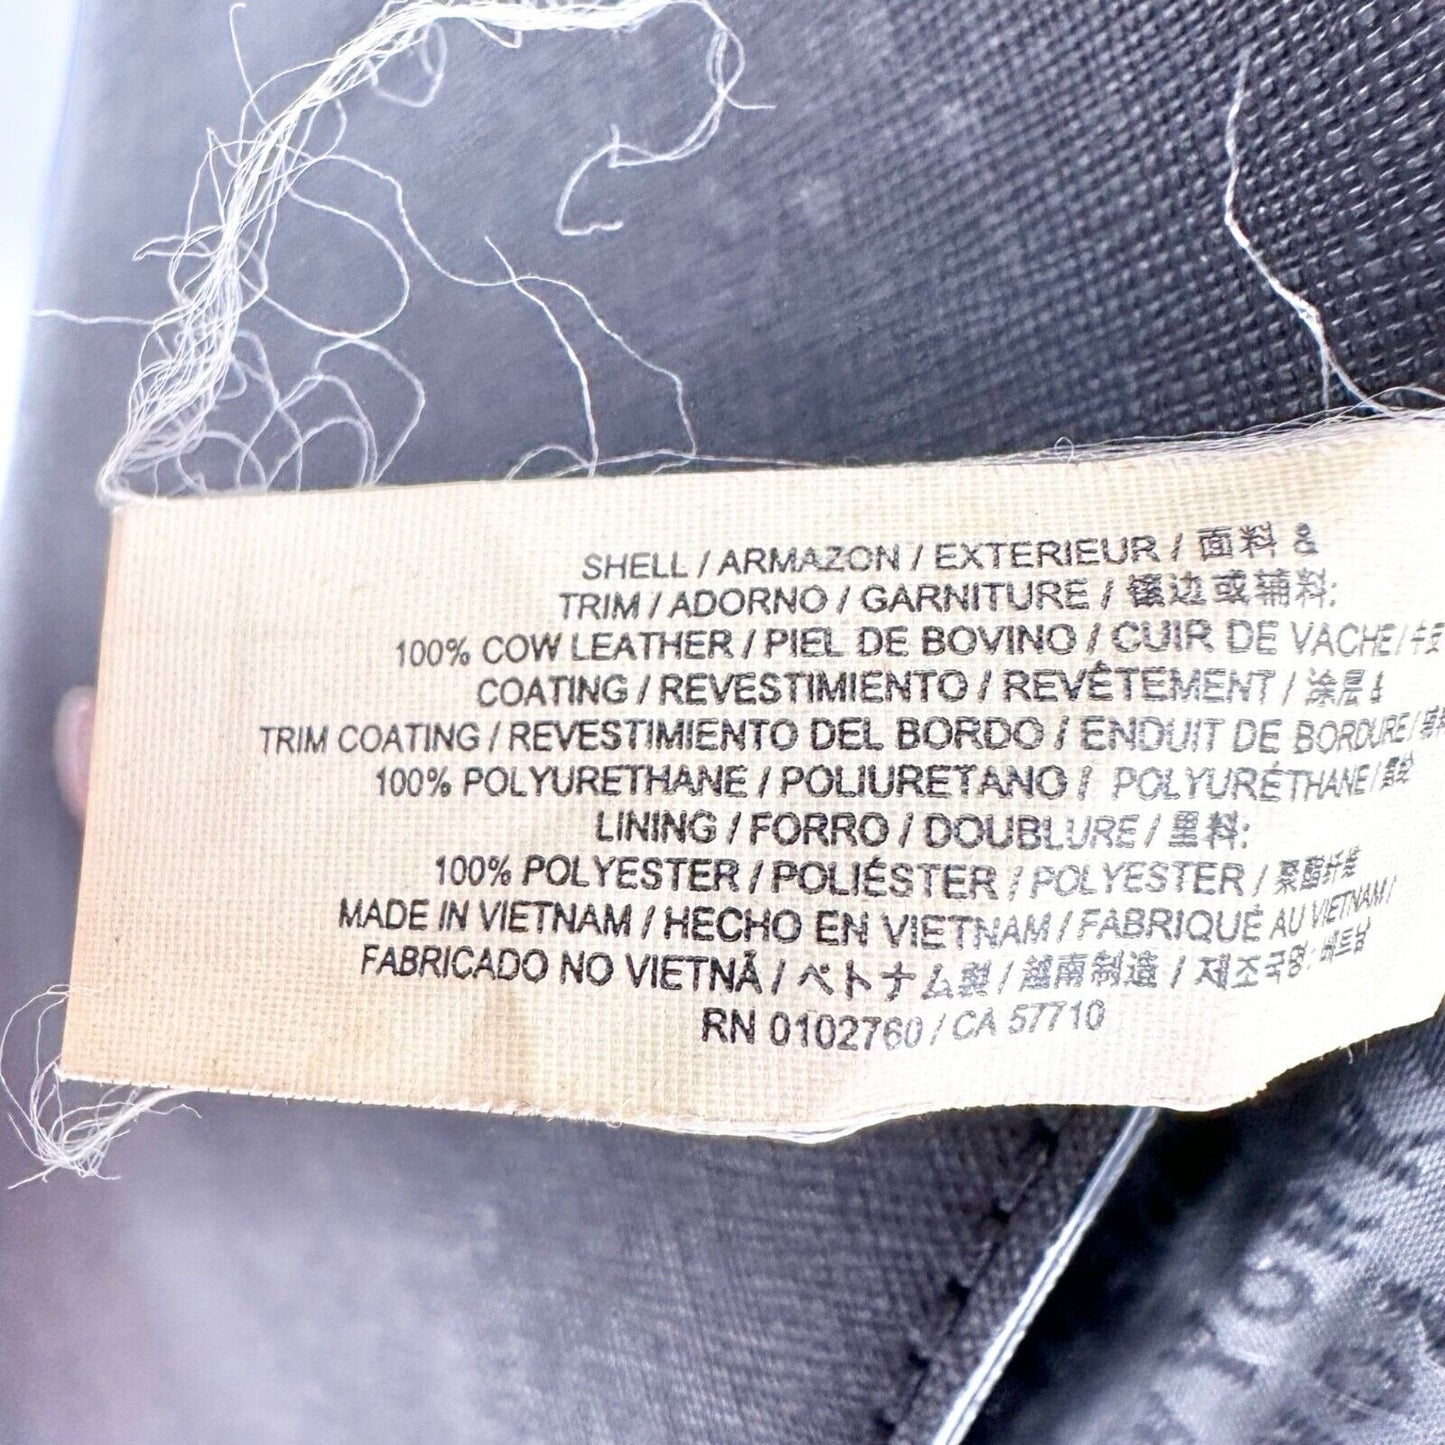 SHELL / ARMAZON / EXTERIEUR / 面料 &
TRIM / ADORNO / GARNITURE / 镶边或辅料:
100% COW LEATHER / PIEL DE BOVINO / CUIR DE VACHE /
COATING / REVESTIMIENTO / REVÊTEMENT / 涂层 &
TRIM COATING / REVESTIMIENTO DEL BORDO / ENDUIT DE BORDURE /
100% POLYURETHANE / POLIURETANO / POLYURÉTHANE /
LINING / FORRO / DOUBLURE / 里料:
100% POLYESTER / POLIÉSTER / POLYESTER / 聚酯纤维
MADE IN VIETNAM / HECHO EN VIETNAM / FABRIQUÉ AU VIETNAM /
FABRICADO NO VIETNÃ / ベトナム製 / 越南制造 / 제조국명: 베트남
RN 0102760 / CA 57710